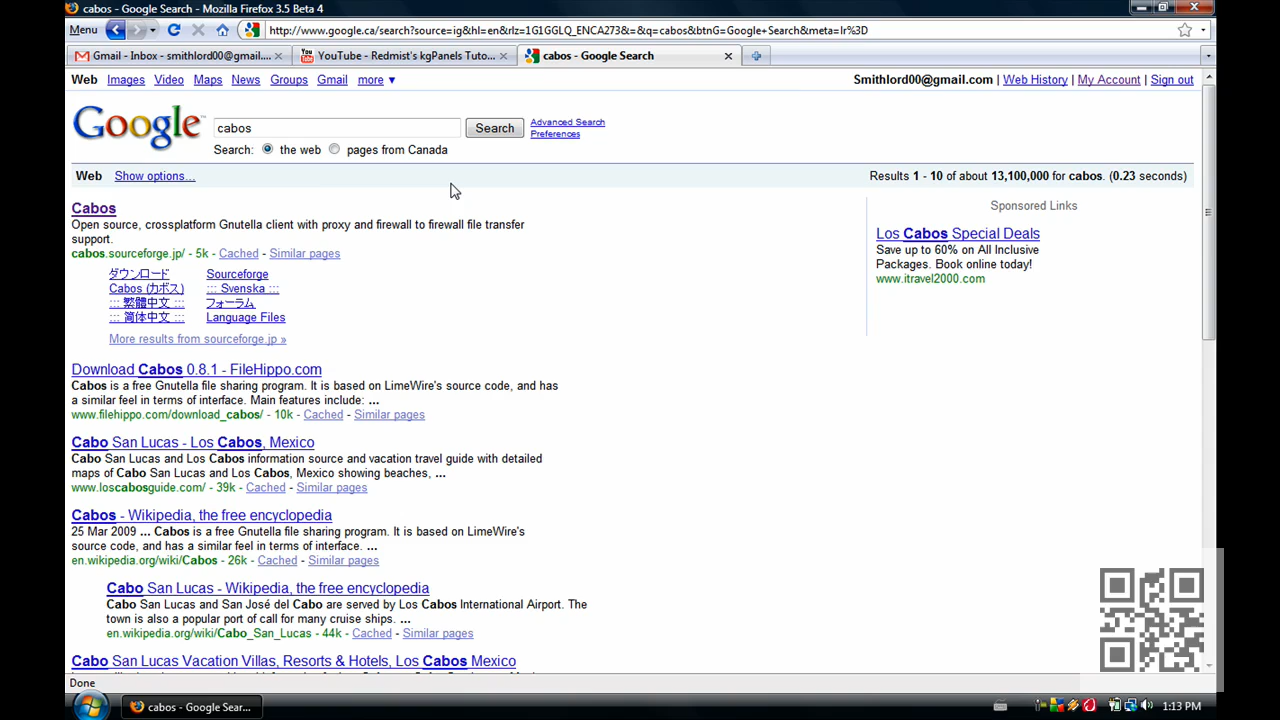 cabos - Google Search - Mozilla Firefox 3.5 Beta 4
Menu
http://www.google.ca/search?source=ig&hl=en&rlz=1G1GGLQ_ENCA273&=&q=cabos&btnG=Google+Search&meta=lr%3D
Gmail - Inbox - smithlord00@gmail....
YouTube - Redmist's kgPanels Tuto...
cabos - Google Search
Web Images Video Maps News Groups Gmail more ▼
Smithlord00@gmail.com | Web History | My Account | Sign out
Google
cabos
Search
Advanced Search
Preferences
Search: the web pages from Canada
Web Show options...
Results 1 - 10 of about 13,100,000 for cabos. (0.23 seconds)
Cabos
Open source, crossplatform Gnutella client with proxy and firewall to firewall file transfer
support.
cabos.sourceforge.jp/ - 5k - Cached - Similar pages
ダウンロード Sourceforge
Cabos (カボス) ::: Svenska :::
::: 繁體中文 ::: フォーラム
::: 简体中文 ::: Language Files
More results from sourceforge.jp »
Download Cabos 0.8.1 - FileHippo.com
Cabos is a free Gnutella file sharing program. It is based on LimeWire's source code, and has
a similar feel in terms of interface. Main features include: ...
www.filehippo.com/download_cabos/ - 10k - Cached - Similar pages
Cabo San Lucas - Los Cabos, Mexico
Cabo San Lucas and Los Cabos information source and vacation travel guide with detailed
maps of Cabo San Lucas and Los Cabos, Mexico showing beaches, ...
www.loscabosguide.com/ - 39k - Cached - Similar pages
Cabos - Wikipedia, the free encyclopedia
25 Mar 2009 ... Cabos is a free Gnutella file sharing program. It is based on LimeWire's
source code, and has a similar feel in terms of interface. ...
en.wikipedia.org/wiki/Cabos - 26k - Cached - Similar pages
Cabo San Lucas - Wikipedia, the free encyclopedia
Cabo San Lucas and San José del Cabo are served by Los Cabos International Airport. The
town is also a popular port of call for many cruise ships. ...
en.wikipedia.org/wiki/Cabo_San_Lucas - 44k - Cached - Similar pages
Cabo San Lucas Vacation Villas, Resorts & Hotels, Los Cabos Mexico
Sponsored Links
Los Cabos Special Deals
Save up to 60% on All Inclusive
Packages. Book online today!
www.itravel2000.com
Done
cabos - Google Sear...
1:13 PM